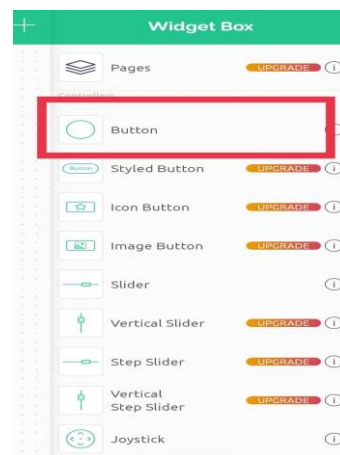 Widget Box
Pages UPGRADE
Controllers
Button
Button Styled Button UPGRADE
Icon Button UPGRADE
Image Button UPGRADE
Slider
Vertical Slider UPGRADE
Step Slider UPGRADE
Vertical
Step Slider UPGRADE
Joystick